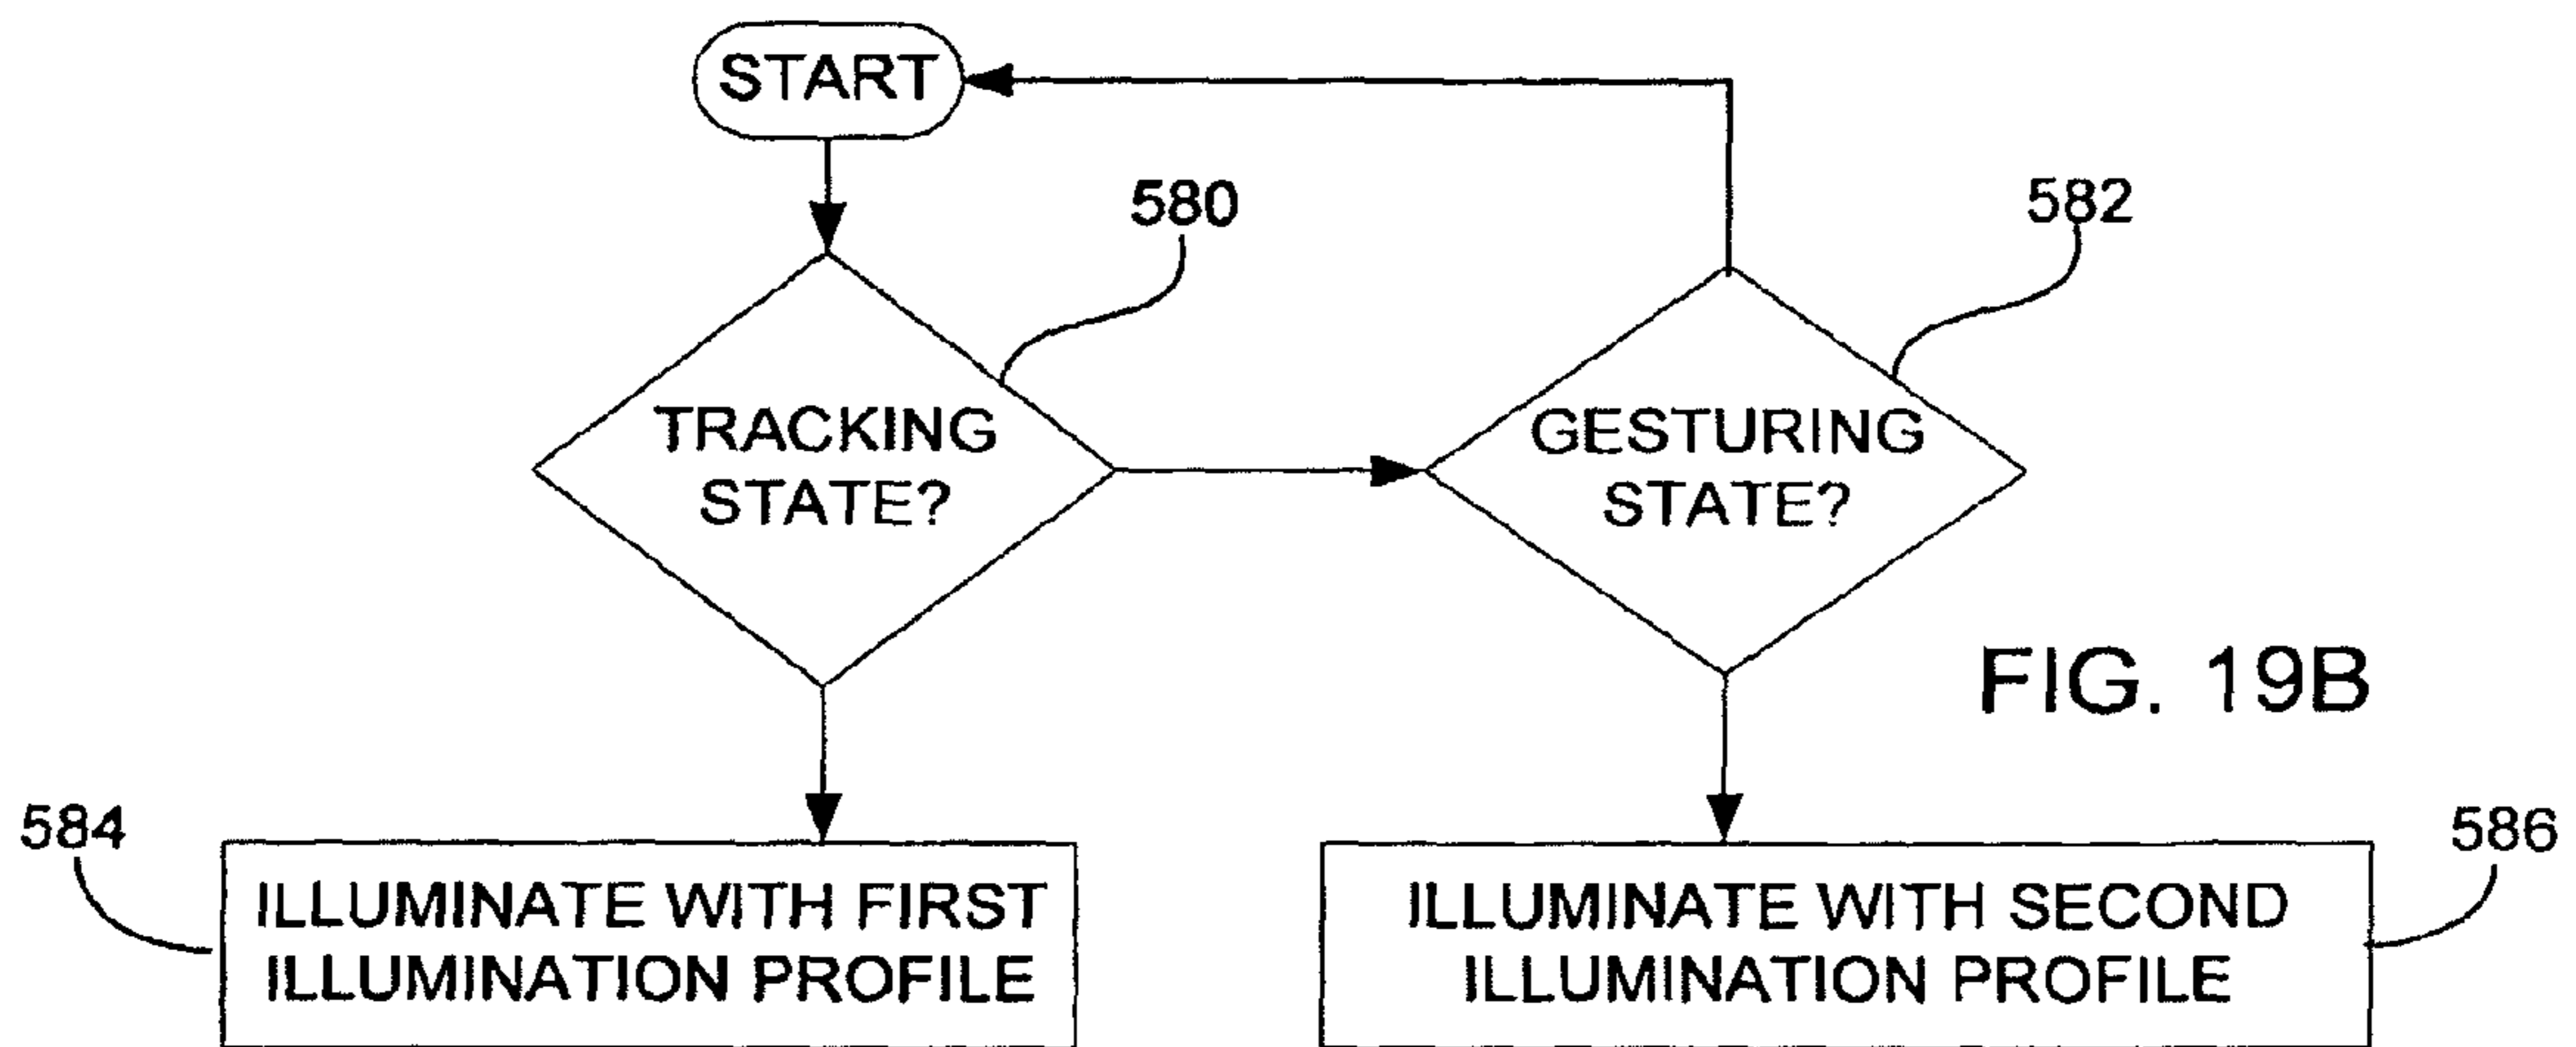 START
580
582
TRACKING
STATE?
GESTURING
STATE?
FIG. 19B
584
ILLUMINATE WITH FIRST
ILLUMINATION PROFILE
ILLUMINATE WITH SECOND
ILLUMINATION PROFILE
586